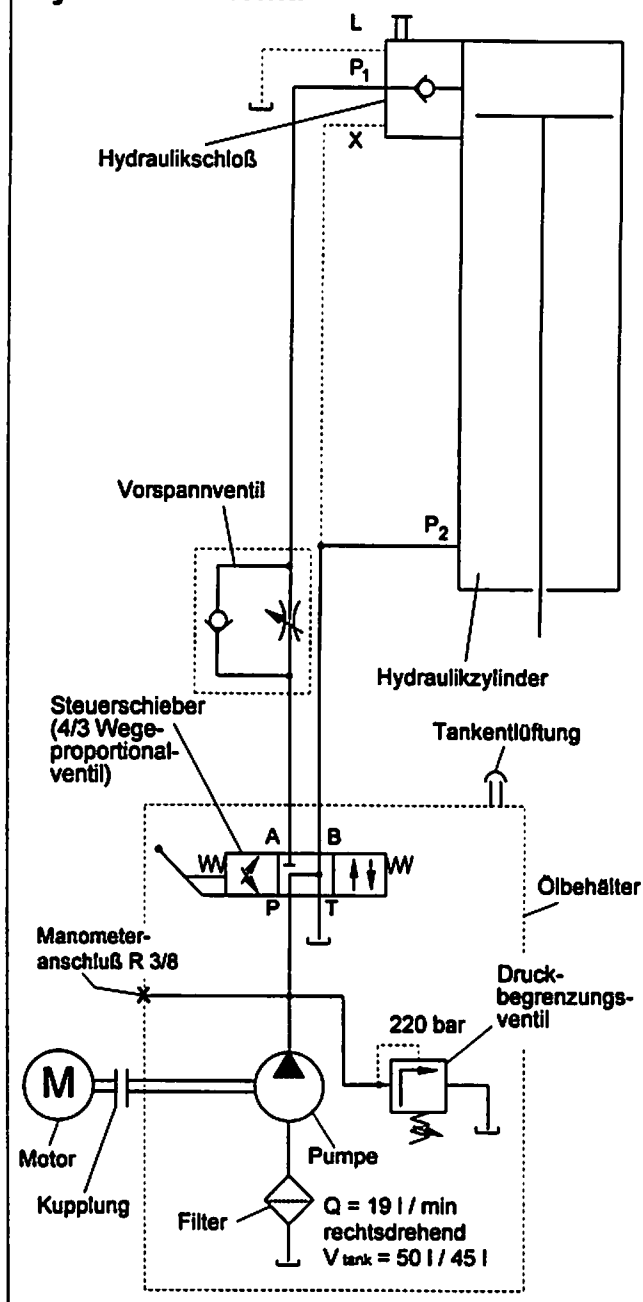 L
P₁
X
Hydraulikschloß
Vorspannventil
P₂
Hydraulikzylinder
Steuerschieber
(4/3 Wege-
proportional-
ventil)
Tankentlüftung
A
B
P
T
Ölbehälter
Manometer-
anschluß R 3/8
Druck-
begrenzungs-
ventil
220 bar
M
Motor
Pumpe
Kupplung
Filter
Q = 19 l / min
rechtsdrehend
V tank = 50 l / 45 l